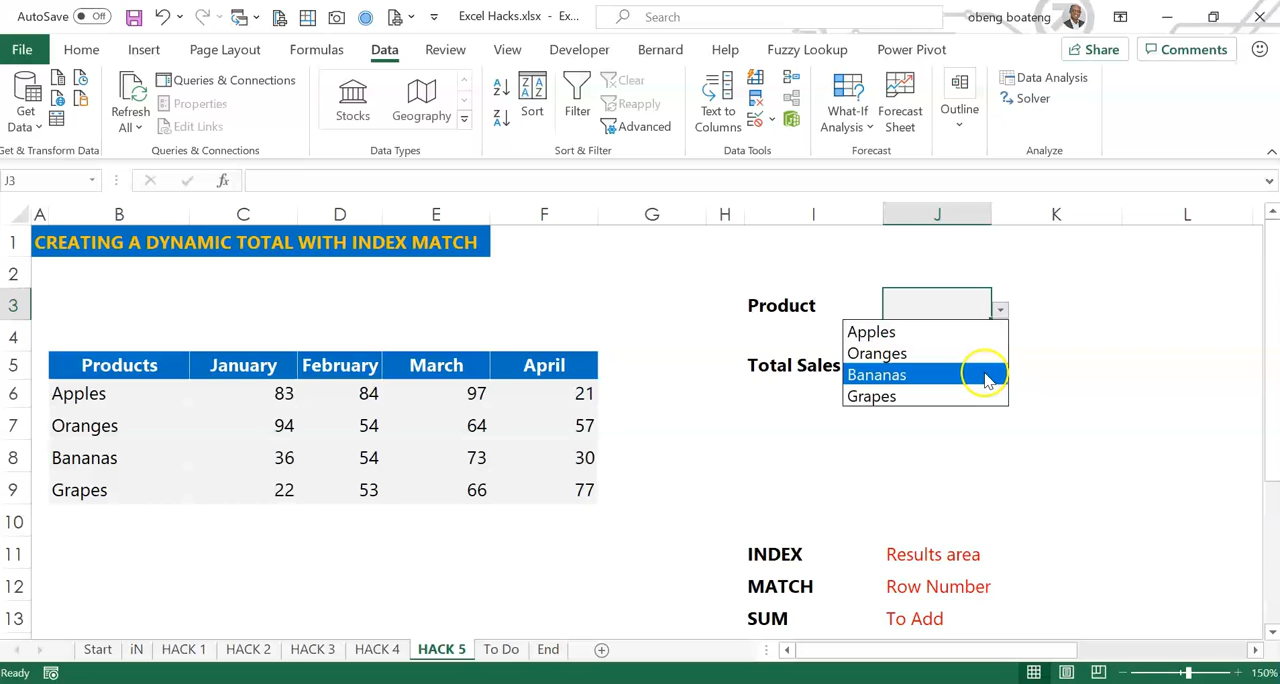 AutoSave Off Excel Hacks.xlsx - Ex... Search obeng boateng
File Home Insert Page Layout Formulas Data Review View Developer Bernard Help Fuzzy Lookup Power Pivot Share Comments
Get Data
Refresh All
Queries & Connections
Properties
Edit Links
Stocks Geography
Sort Filter
Clear
Reapply
Advanced
Text to Columns
What-If Analysis
Forecast Sheet
Outline
Data Analysis
Solver
Get & Transform Data Queries & Connections Data Types Sort & Filter Data Tools Forecast Analyze
J3 fx
A B C D E F G H I J K L
1 CREATING A DYNAMIC TOTAL WITH INDEX MATCH
2
3 Product
Apples
Oranges
Bananas
Grapes
4
5 Products January February March April Total Sales
6 Apples 83 84 97 21
7 Oranges 94 54 64 57
8 Bananas 36 54 73 30
9 Grapes 22 53 66 77
10
11 INDEX Results area
12 MATCH Row Number
13 SUM To Add
Start iN HACK 1 HACK 2 HACK 3 HACK 4 HACK 5 To Do End
Ready 150%